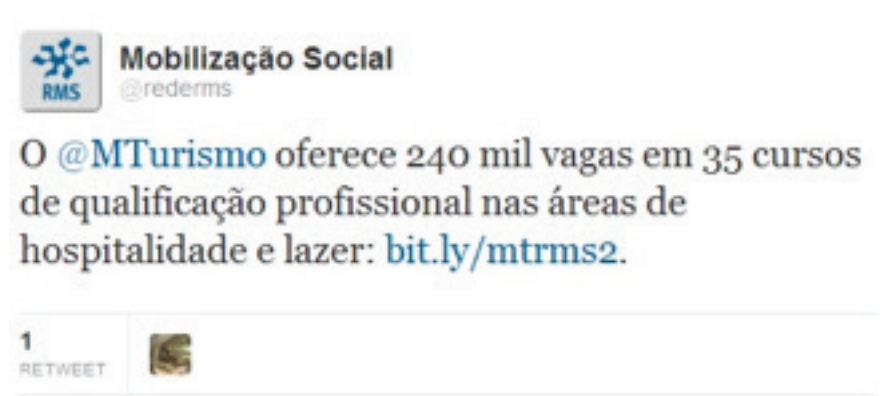 RMS
Mobilização Social
@rederms
O @MTurismo oferece 240 mil vagas em 35 cursos
de qualificação profissional nas áreas de
hospitalidade e lazer: bit.ly/mtrms2.
1
RETWEET